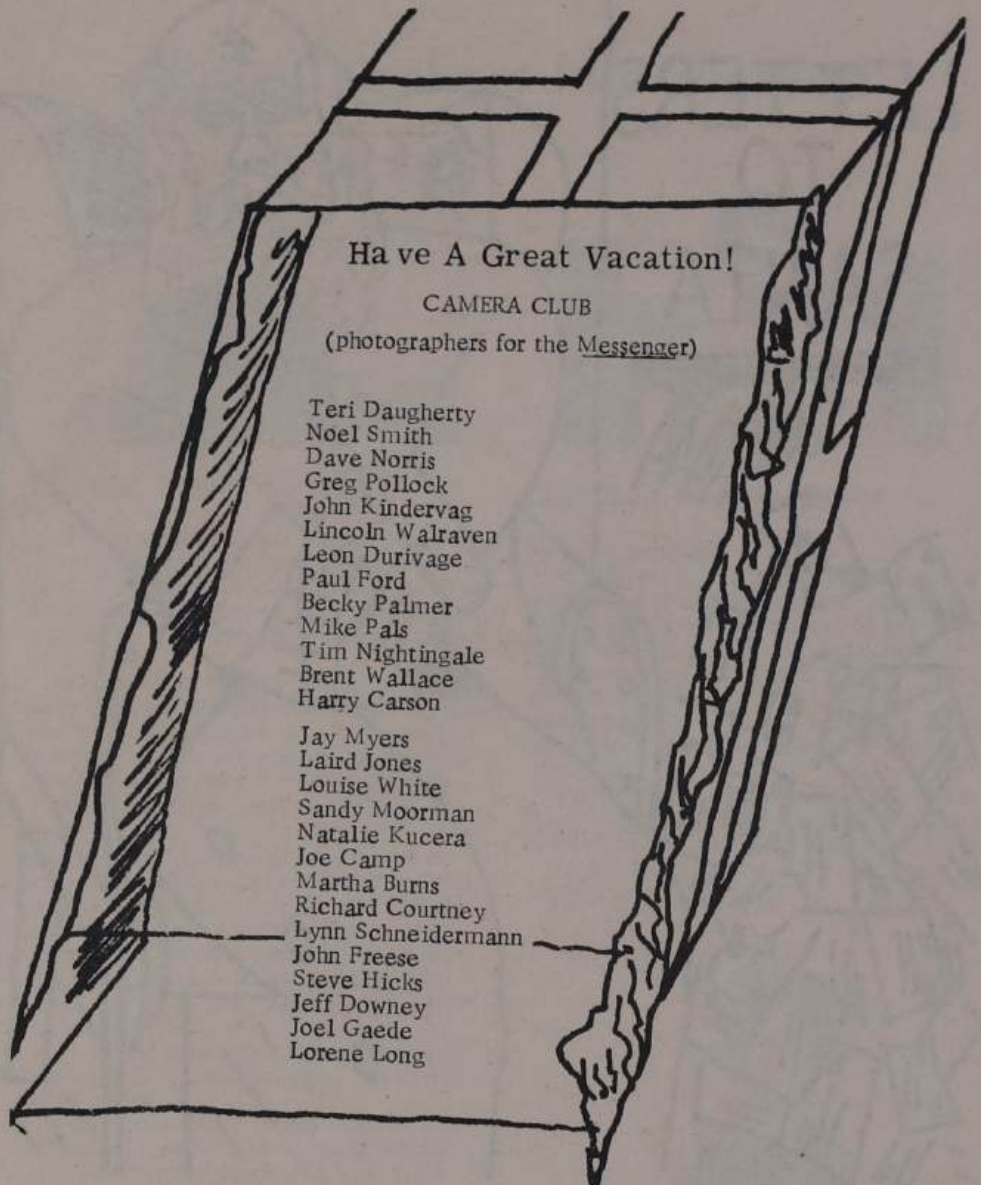 Ha ve A Great Vacation!
CAMERA CLUB
(photographers for the Messenger)
Teri Daugherty
Noel Smith
Dave Norris
Greg Pollock
John Kindervag
Lincoln Walraven
Leon Durivage
Paul Ford
Becky Palmer
Mike Pals
Tim Nightingale
Brent Wallace
Harry Carson
Jay Myers
Laird Jones
Louise White
Sandy Moorman
Natalie Kucera
Joe Camp
Martha Burns
Richard Courtney
Lynn Schneidermann
John Freese
Steve Hicks
Jeff Downey
Joel Gaede
Lorene Long